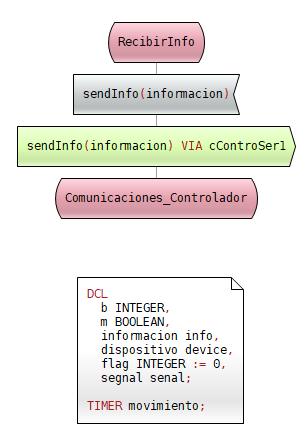 RecibirInfo
sendInfo(informacion)
sendInfo(informacion) VIA cControSer1
Comunicaciones_Controlador
DCL
b INTEGER,
m BOOLEAN,
informacion info,
dispositivo device,
flag INTEGER := 0,
segnal senal;
TIMER movimiento;